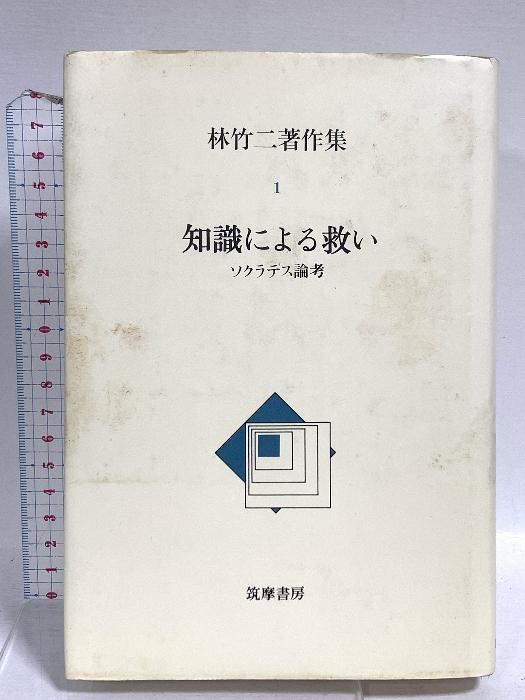 林竹二著作集
1
知識による救い
ソクラテス論考
筑摩書房